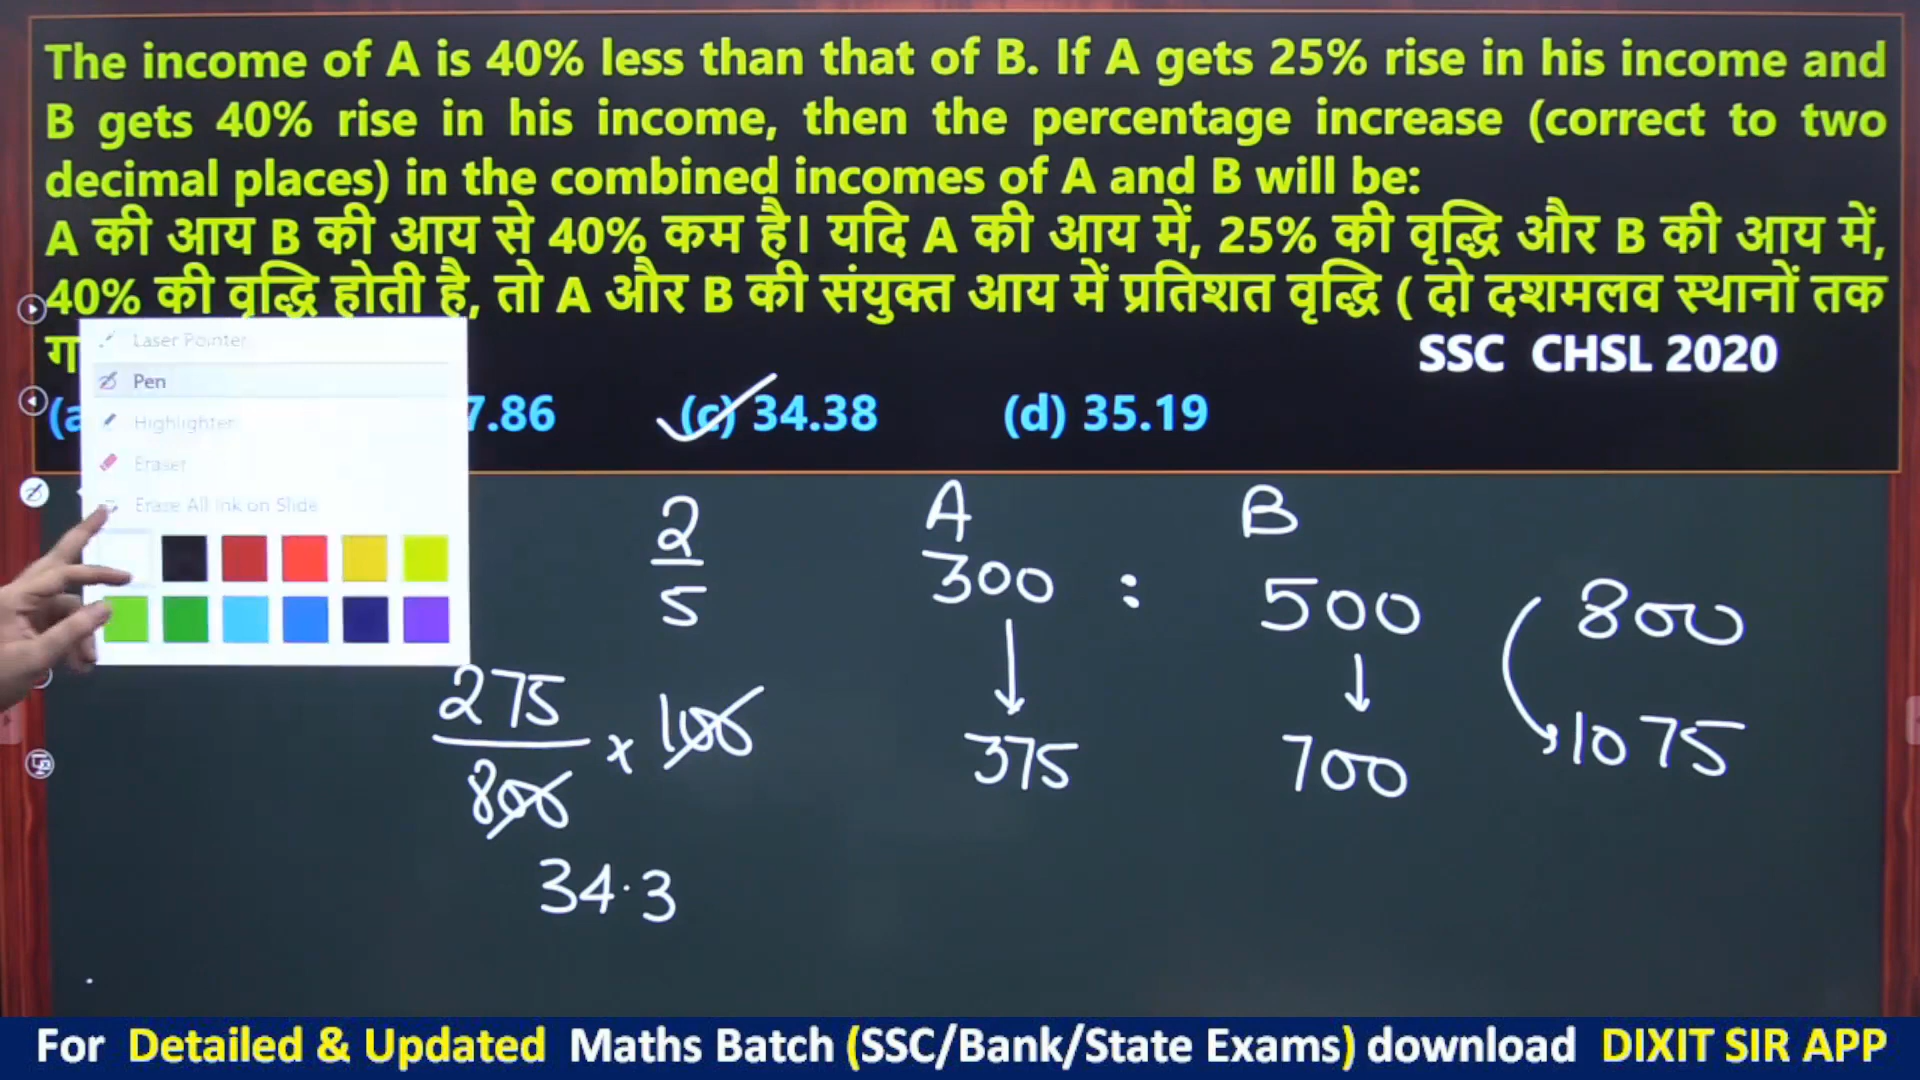 The income of A is 40% less than that of B. If A gets 25% rise in his income and
B gets 40% rise in his income, then the percentage increase (correct to two
decimal places) in the combined incomes of A and B will be:
A की आय B की आय से 40% कम है। यदि A की आय में, 25% की वृद्धि और B की आय में,
40% की वृद्धि होती है, तो A और B की संयुक्त आय में प्रतिशत वृद्धि ( दो दशमलव स्थानों तक
ग
SSC CHSL 2020
(a 7.86 (c) 34.38 (d) 35.19
Laser Pointer
Pen
Highlighter
Eraser
Erase All Ink on Slide
2
5
A B
300 : 500 800
375 700 1075
275
800
× 100
34.3
For Detailed & Updated Maths Batch (SSC/Bank/State Exams) download DIXIT SIR APP